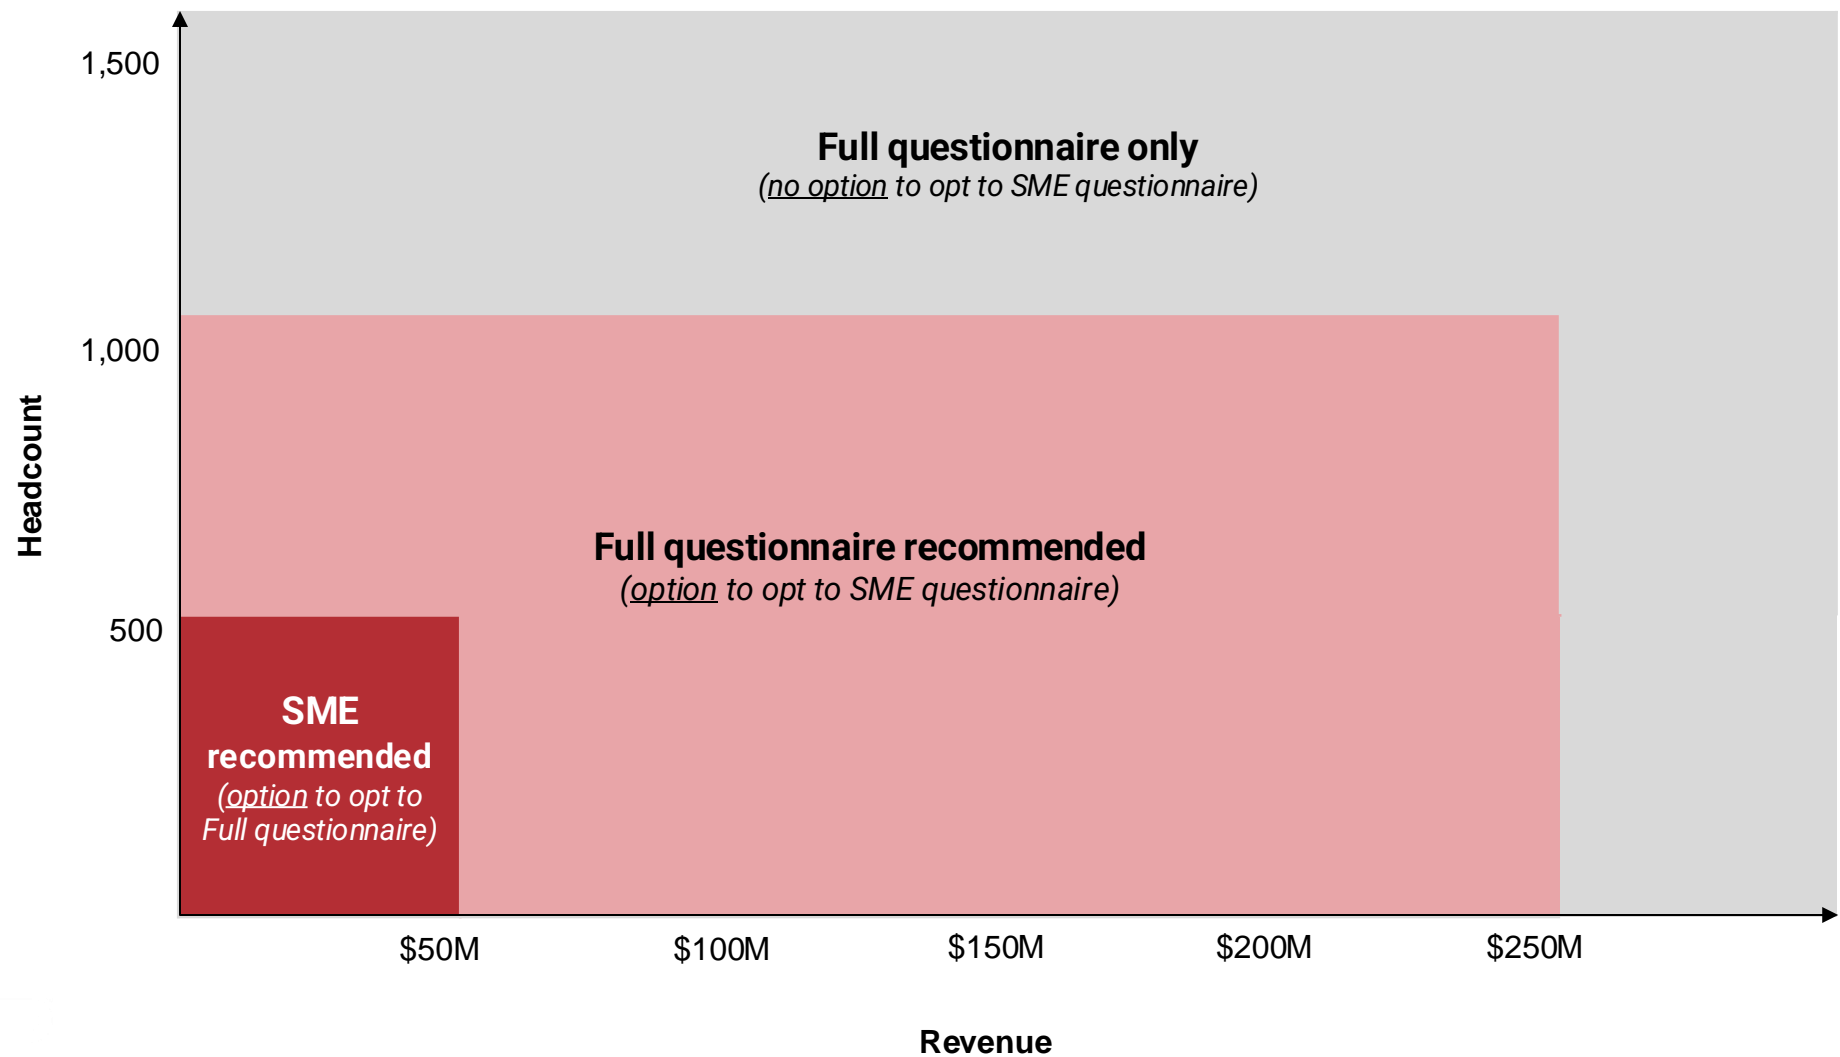 1,500
Full questionnaire only
(no option to opt to SME questionnaire)
1,000
Headcount
Full questionnaire recommended
(option to opt to SME questionnaire)
500
SME
recommended
(option to opt to
Full questionnaire)
$50M
$100M
$150M
$200M
$250M
Revenue